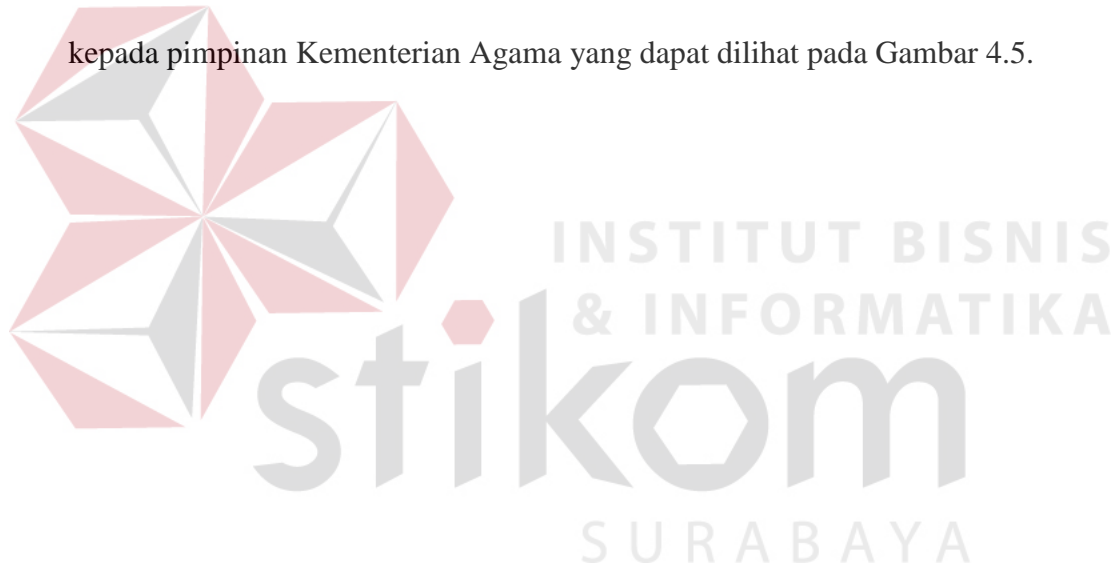 kepada pimpinan Kementerian Agama yang dapat dilihat pada Gambar 4.5.
INSTITUT BISNIS
& INFORMATIKA
stikom
SURABAYA